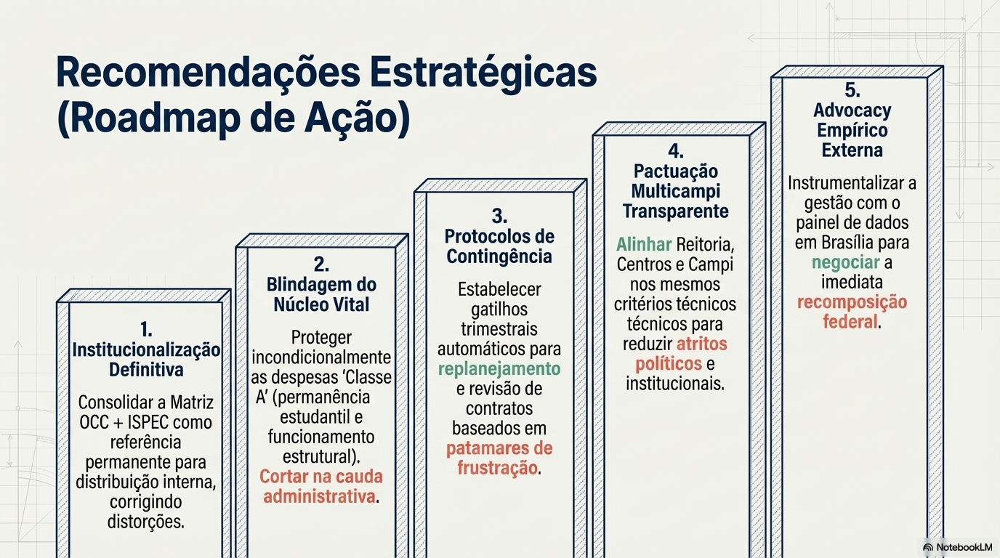 Recomendações Estratégicas
(Roadmap de Ação)
1.
Institucionalização
Definitiva
Consolidar a Matriz
OCC + ISPEC como
referência
permanente para
distribuição interna,
corrigindo
distorções.
2.
Blindagem do
Núcleo Vital
Proteger
incondicionalmente
as despesas ‘Classe
A’ (permanência
estudantil e
funcionamento
estrutural).
Cortar na cauda
administrativa.
3.
Protocolos de
Contingência
Estabelecer
gatilhos
trimestrais
automáticos para
replanejamento
e revisão de
contratos
baseados em
patamares de
frustração.
4.
Pactuação
Multicampi
Transparente
Alinhar Reitoria,
Centros e Campi
nos mesmos
critérios técnicos
técnicos para
reduzir atritos
políticos e
institucionais.
5.
Advocacy
Empírico
Externa
Instrumentalizar a
gestão com o
painel de dados
em Brasília para
negociar a
imediata
recomposição
federal.
NotebookLM